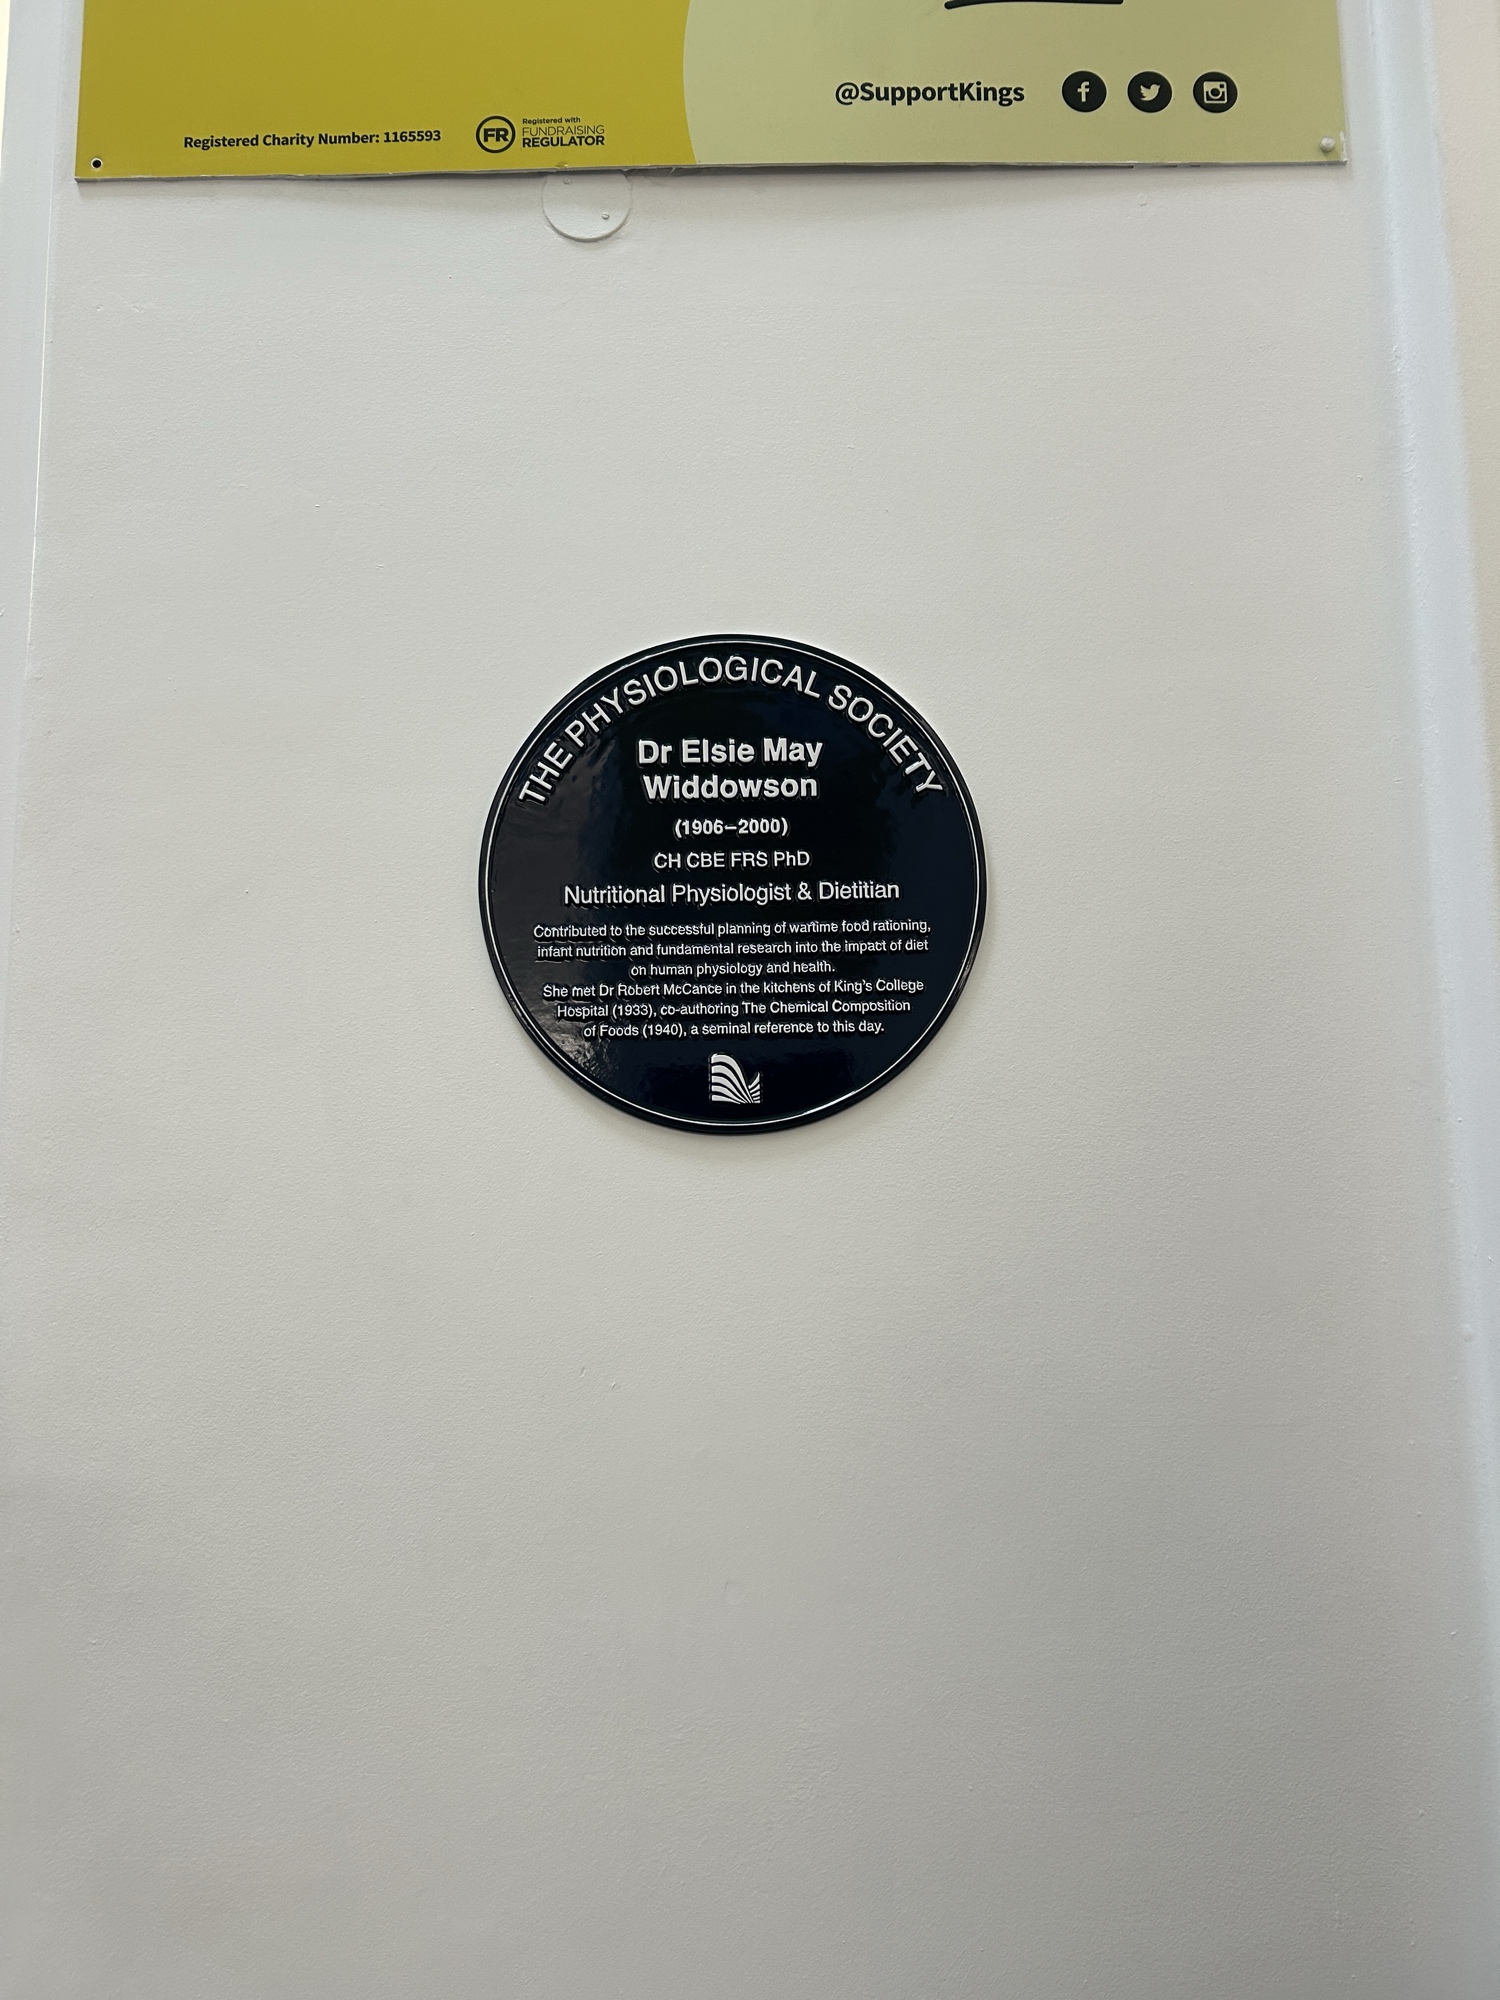 @SupportKings
Registered Charity Number: 1165593
FR
Registered with
FUNDRAISING
REGULATOR
THE PHYSIOLOGICAL SOCIETY
Dr Elsie May
Widdowson
(1906–2000)
CH CBE FRS PhD
Nutritional Physiologist & Dietitian
Contributed to the successful planning of wartime food rationing,
infant nutrition and fundamental research into the impact of diet
on human physiology and health.
She met Dr Robert McCance in the kitchens of King's College
Hospital (1933), co-authoring The Chemical Composition
of Foods (1940), a seminal reference to this day.